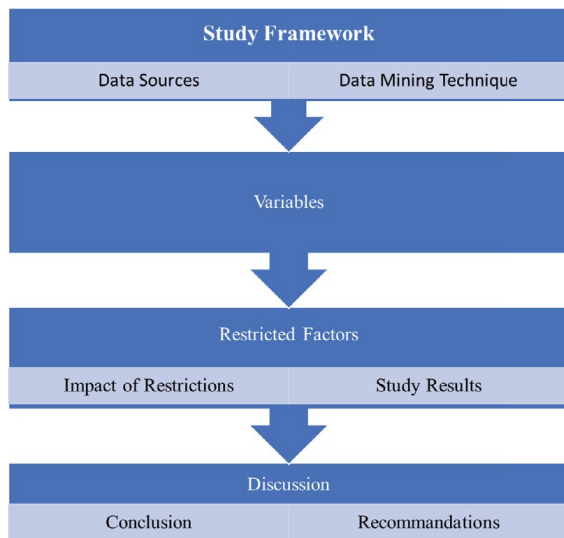 Study Framework
Data Sources Data Mining Technique
Variables
Restricted Factors
Impact of Restrictions Study Results
Discussion
Conclusion Recommandations